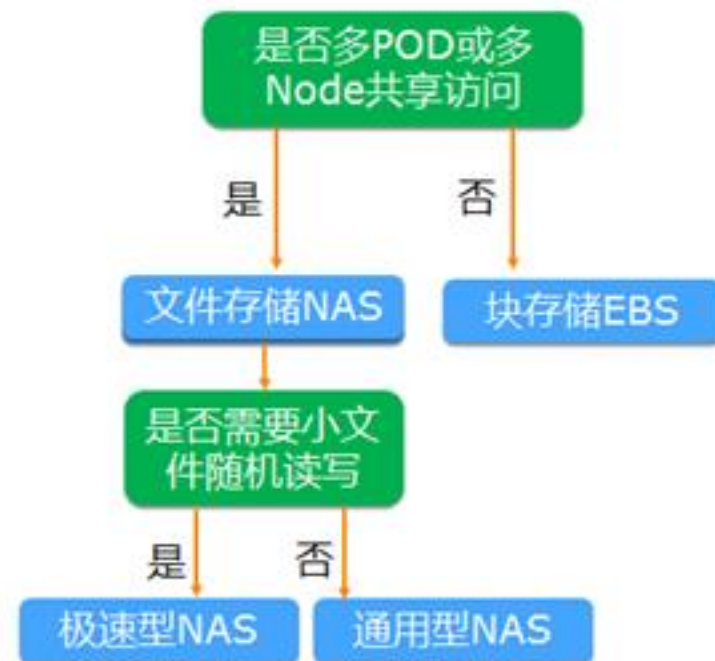 是否多POD或多
Node共享访问
是
否
文件存储NAS
块存储EBS
是否需要小文
件随机读写
是
否
极速型NAS
通用型NAS